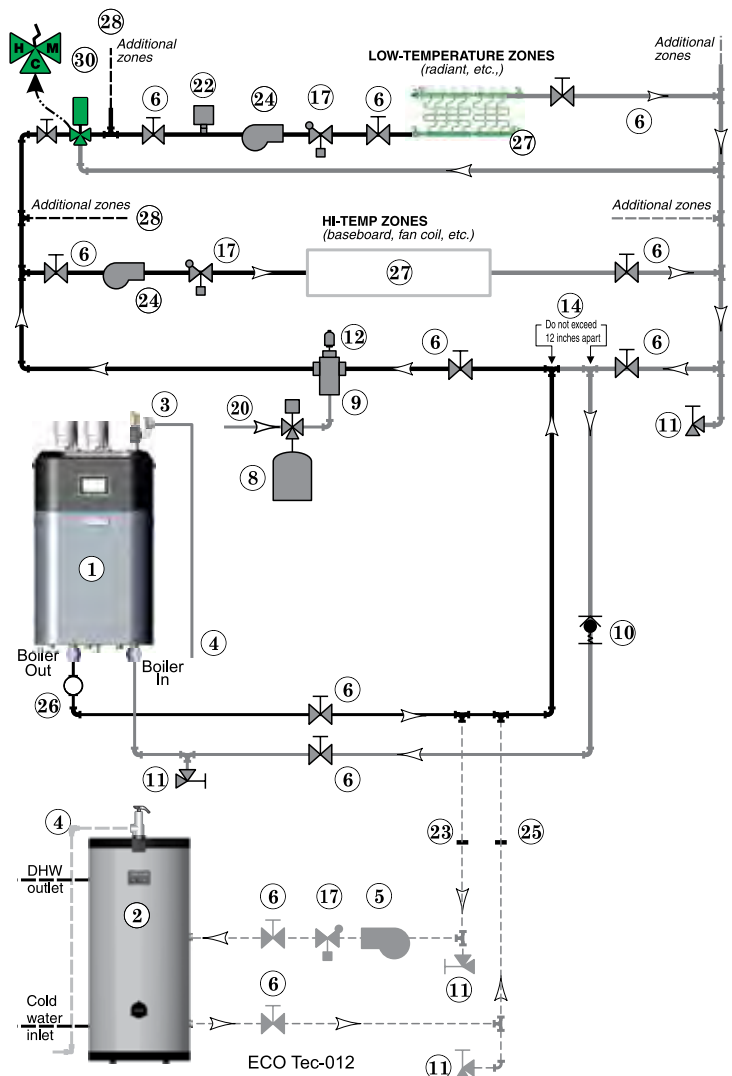 28
H M
C
30
Additional
zones
LOW-TEMPERATURE ZONES
(radiant, etc.,)
Additional
zones
6
22
24
17
6
6
27
Additional zones
28
HI-TEMP ZONES
(baseboard, fan coil, etc.)
Additional zones
6
24
17
27
6
14
Do not exceed
12 inches apart
12
6
6
3
20
9
11
8
1
10
Boiler
Out
Boiler
In
4
26
6
11
6
4
23
25
DHW
outlet
2
6
17
5
11
6
Cold
water
inlet
ECO Tec-012
11